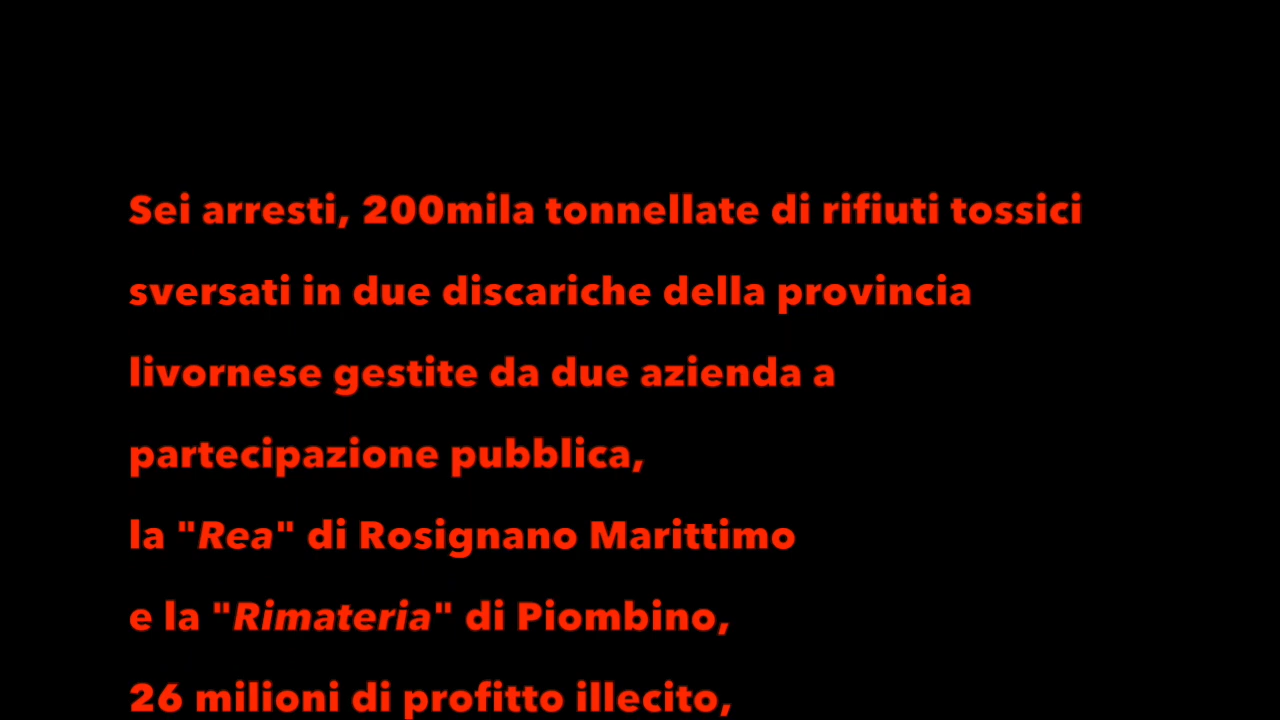 Sei arresti, 200mila tonnellate di rifiuti tossici
sversati in due discariche della provincia
livornese gestite da due azienda a
partecipazione pubblica,
la "Rea" di Rosignano Marittimo
e la "Rimateria" di Piombino,
26 milioni di profitto illecito,